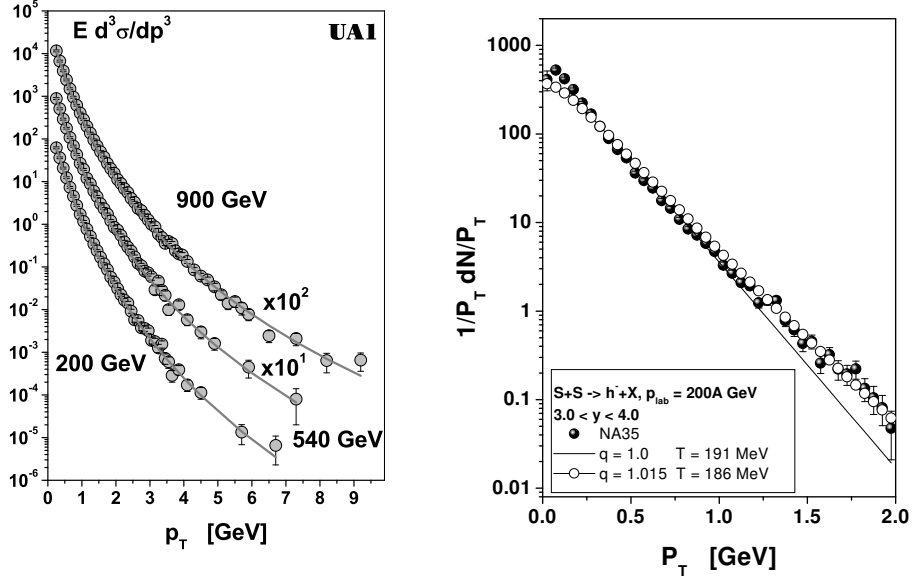 E d³σ/dp³
UA1
10⁶
10⁵
10⁴
10³
10²
10¹
10⁰
10⁻¹
10⁻²
10⁻³
10⁻⁴
10⁻⁵
10⁻⁶
900 GeV
x10²
200 GeV
x10¹
540 GeV
0 1 2 3 4 5 6 7 8 9
p_T [GeV]
1/P_T dN/P_T
1000
100
10
1
0.1
0.01
S+S -> h⁻+X, p_lab = 200A GeV
3.0 < y < 4.0
NA35
q = 1.0 T = 191 MeV
q = 1.015 T = 186 MeV
0.0 0.5 1.0 1.5 2.0
P_T [GeV]